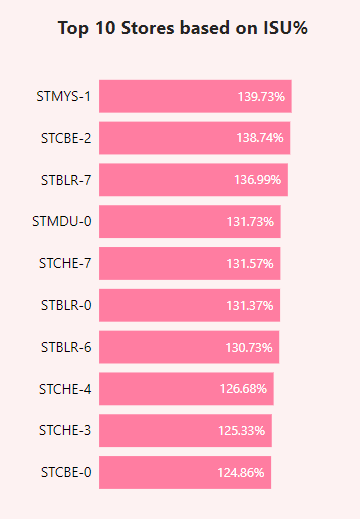 Top 10 Stores based on ISU%
STMYS-1 139.73%
STCBE-2 138.74%
STBLR-7 136.99%
STMDU-0 131.73%
STCHE-7 131.57%
STBLR-0 131.37%
STBLR-6 130.73%
STCHE-4 126.68%
STCHE-3 125.33%
STCBE-0 124.86%